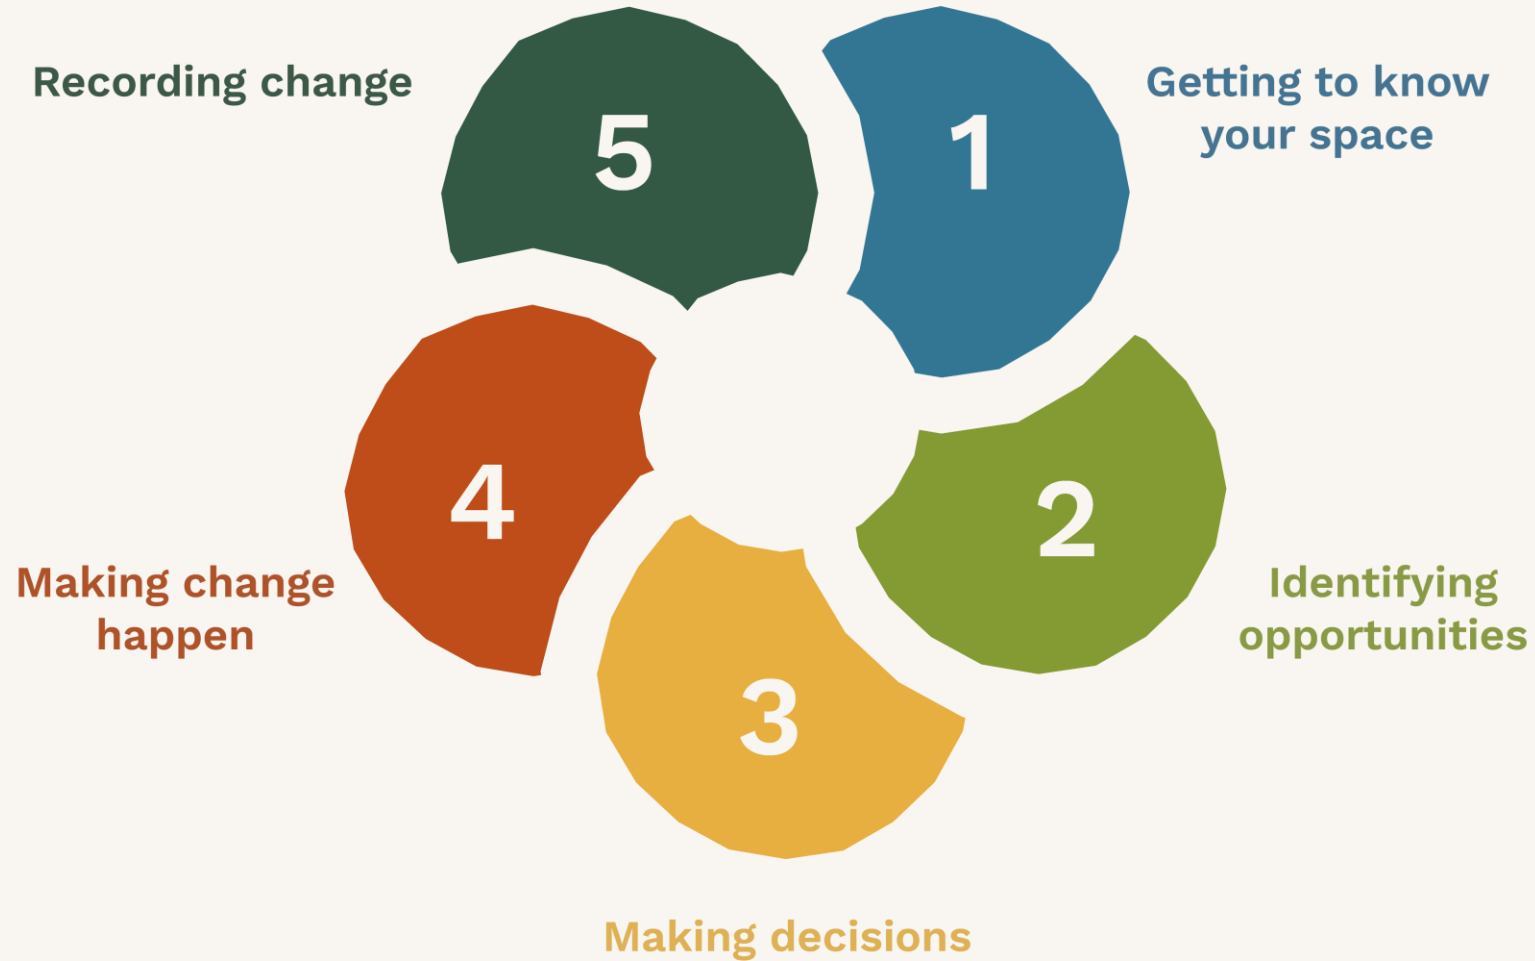 Recording change
5
1
Getting to know
your space
4
2
Making change
happen
Identifying
opportunities
3
Making decisions